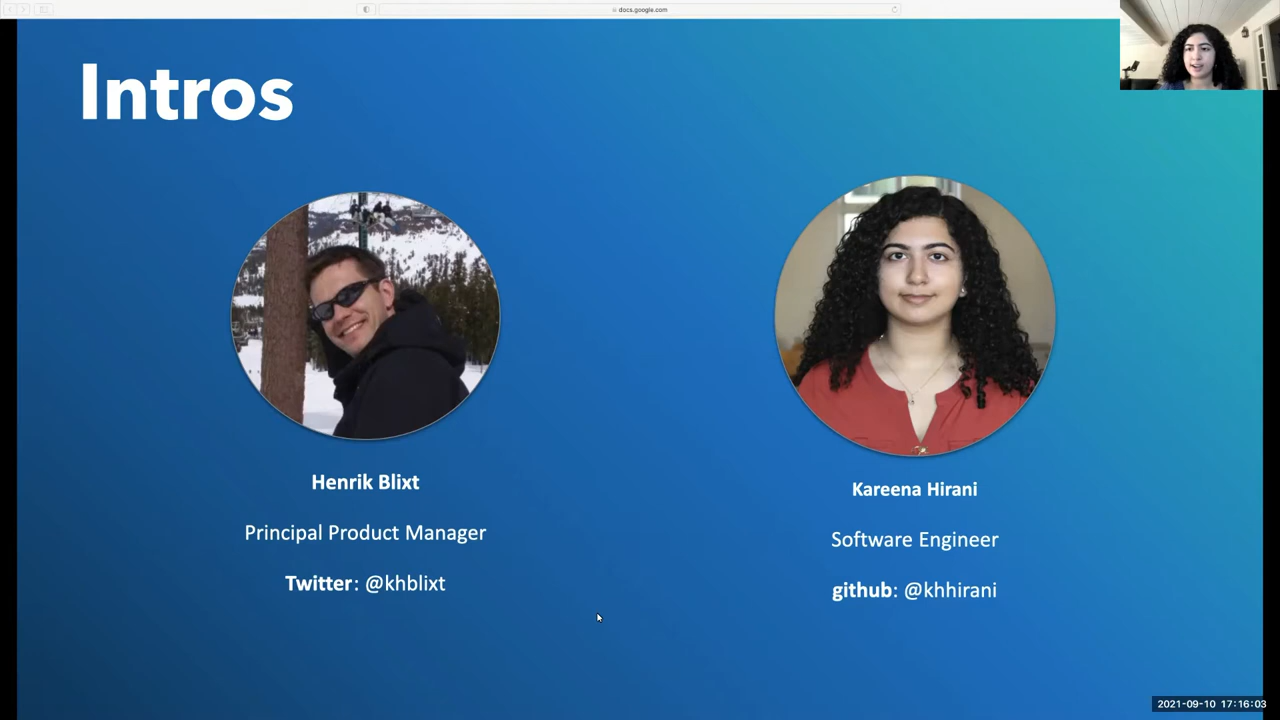 docs.google.com
Intros
Henrik Blixt
Principal Product Manager
Twitter: @khblixt
Kareena Hirani
Software Engineer
github: @khhirani
2021-09-10 17:16:03